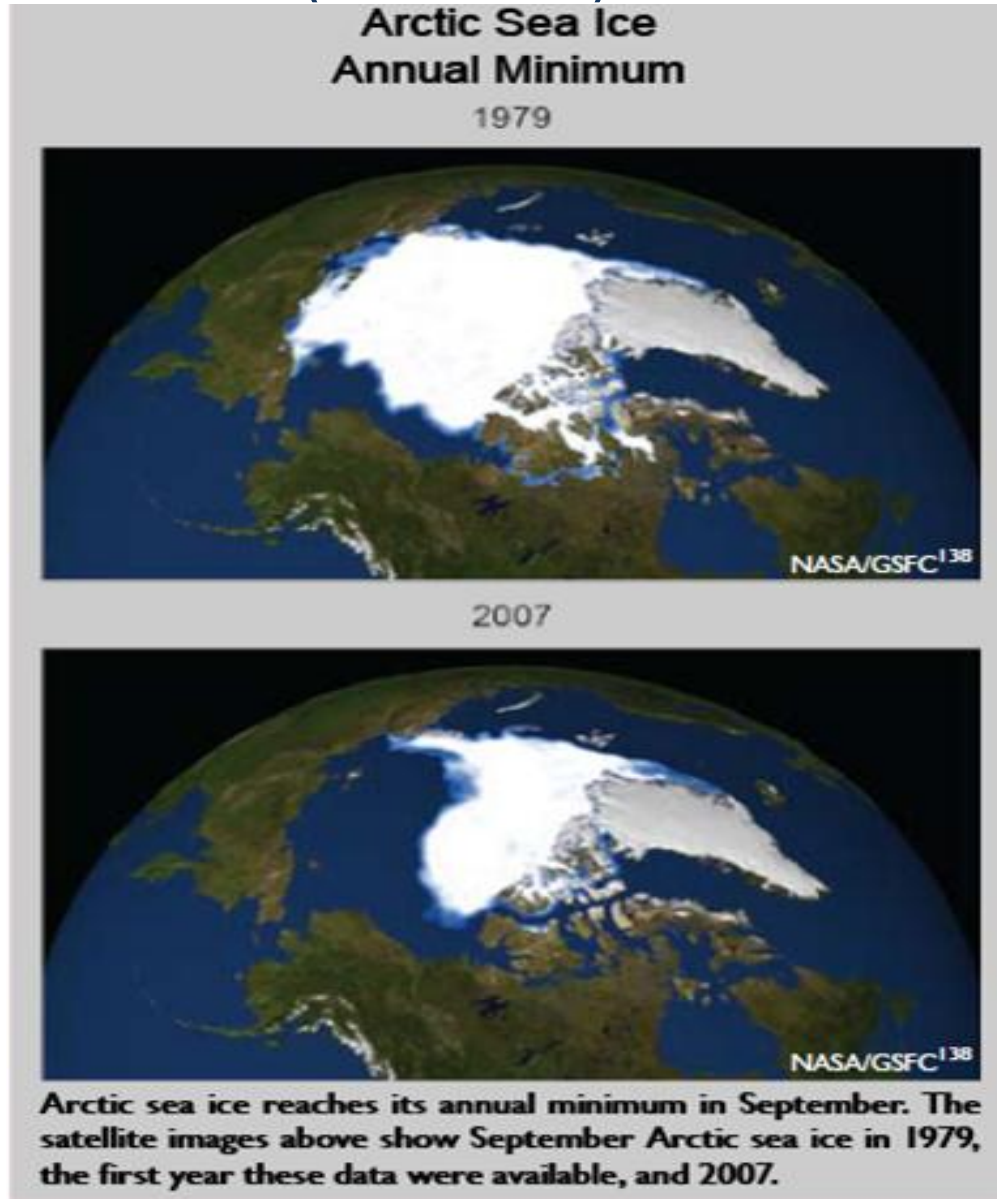 Arctic Sea Ice
Annual Minimum
1979
NASA/GSFC138
2007
NASA/GSFC138
Arctic sea ice reaches its annual minimum in September. The
satellite images above show September Arctic sea ice in 1979,
the first year these data were available, and 2007.